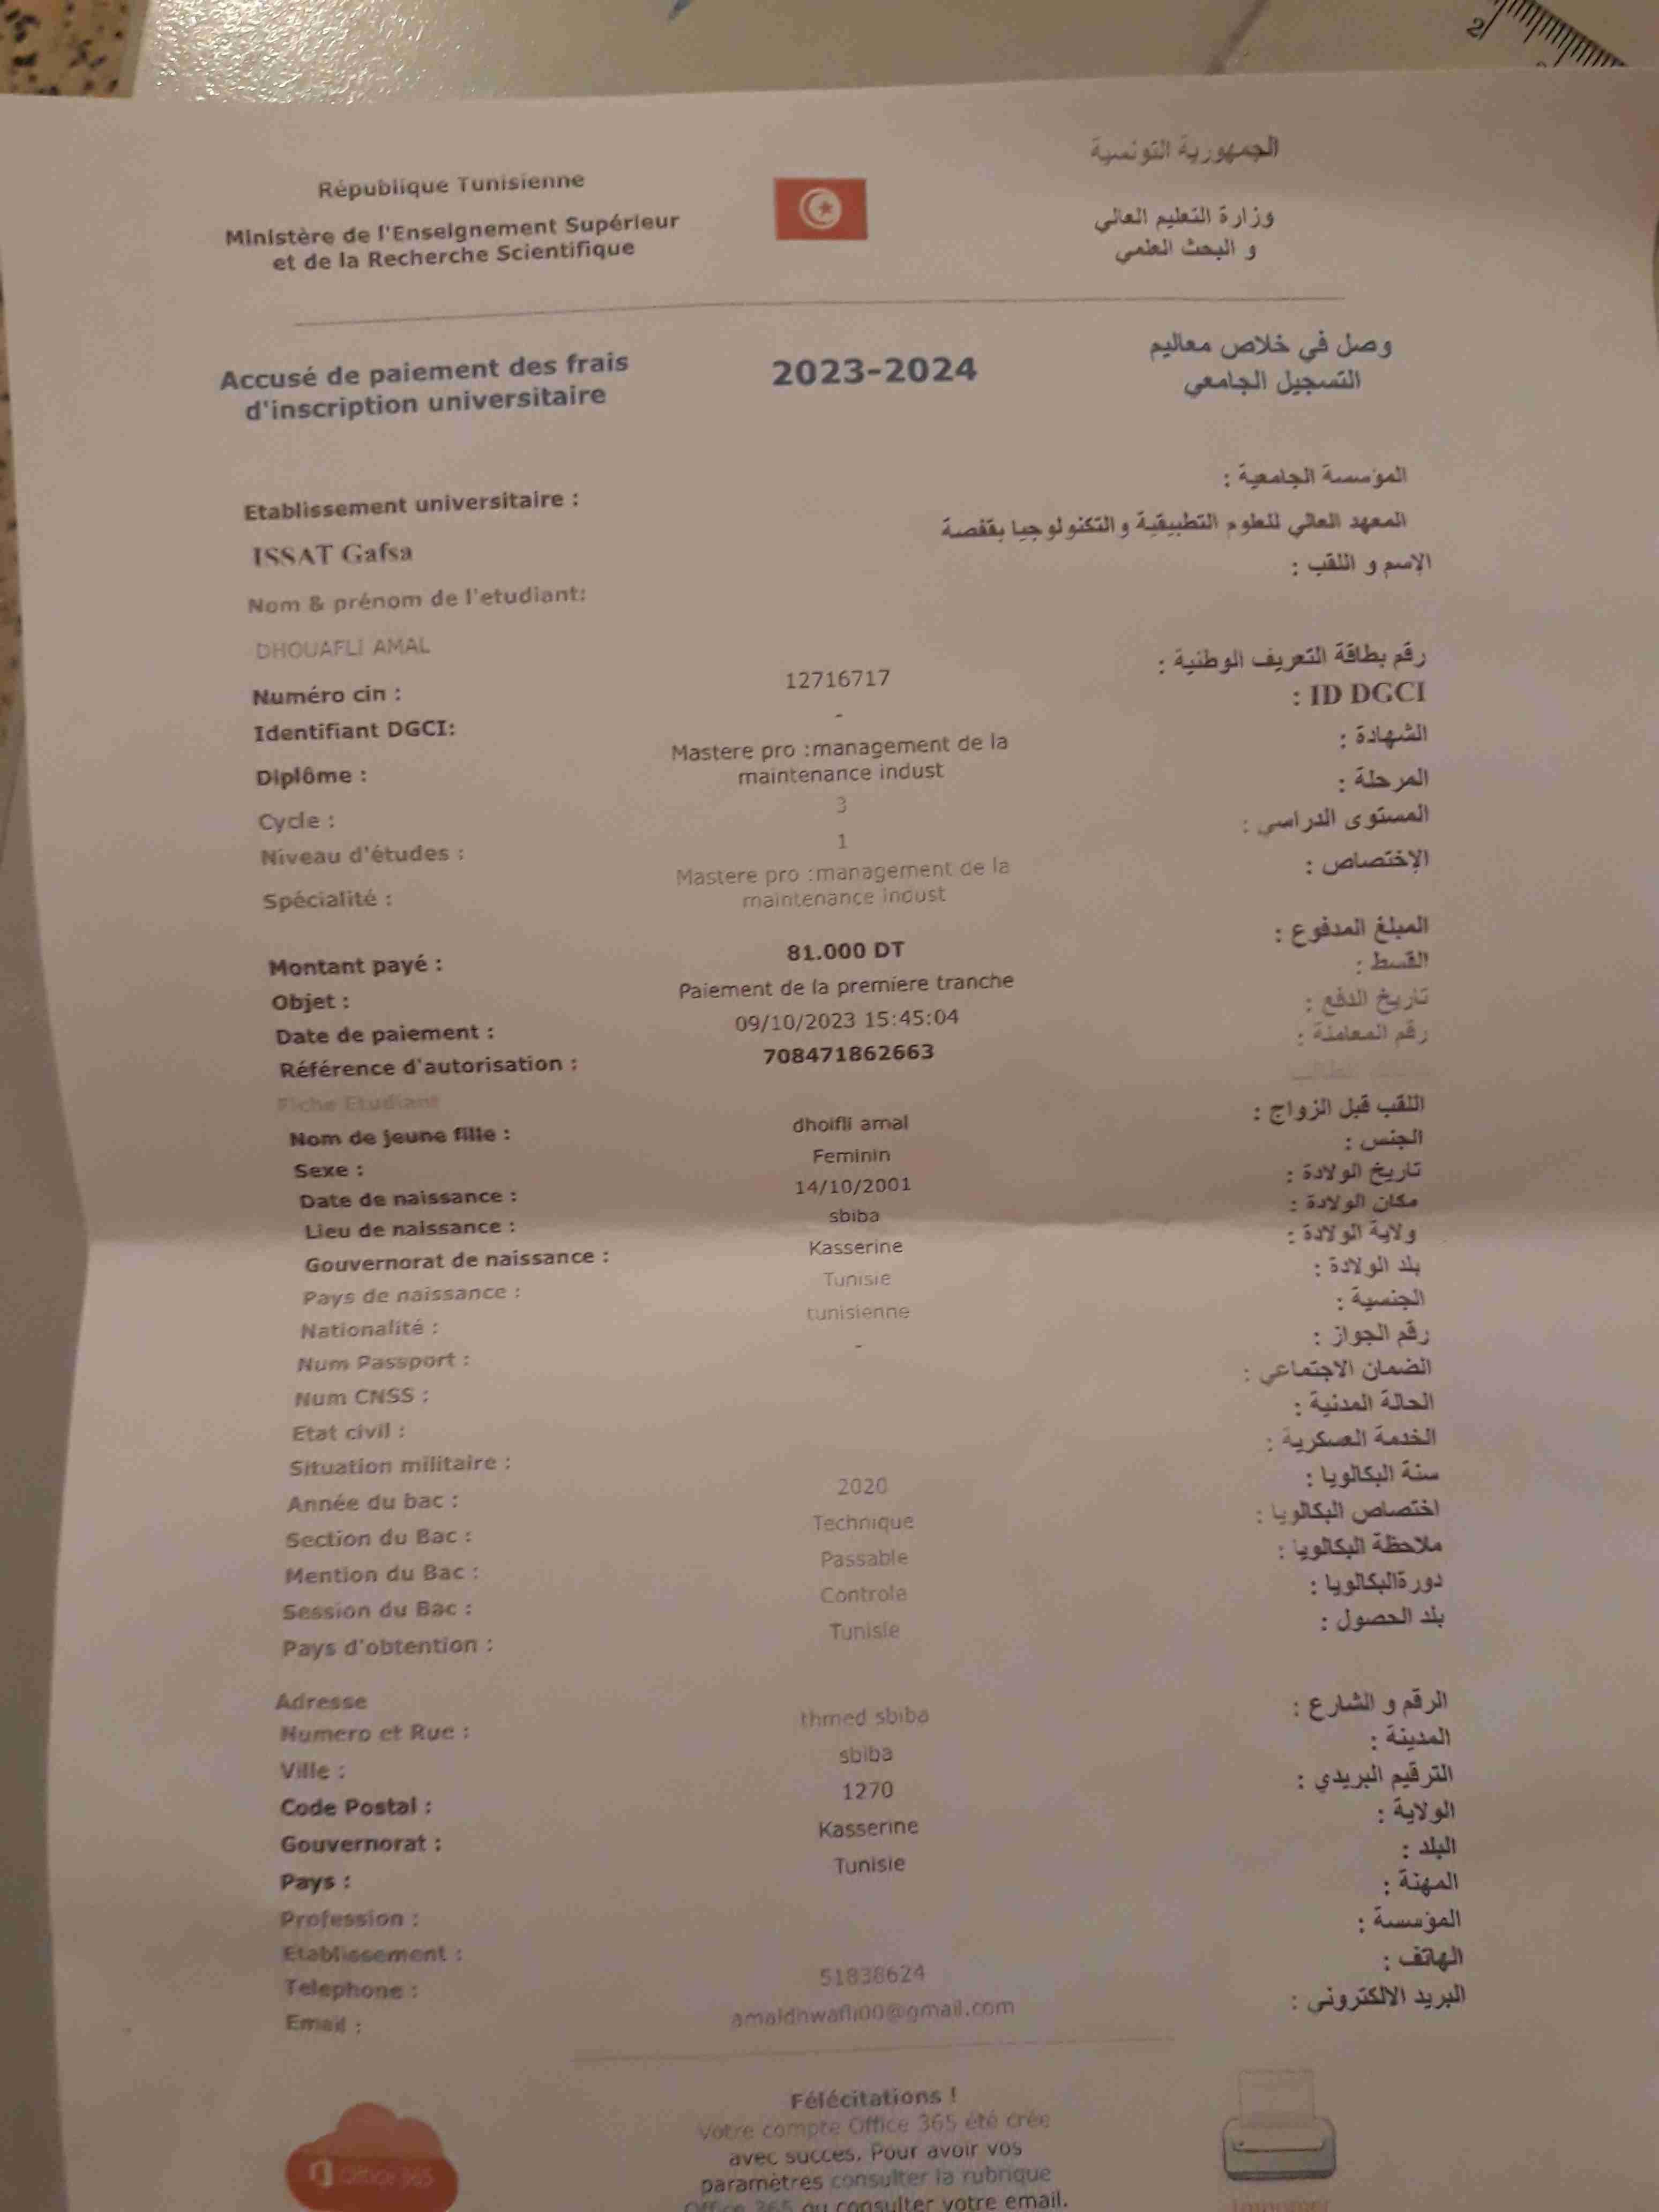 République Tunisienne
الجمهورية التونسية
Ministère de l'Enseignement Supérieur
et de la Recherche Scientifique
وزارة التعليم العالي
و البحث العلمي
Accusé de paiement des frais
d'inscription universitaire
2023-2024
وصل في خلاص معاليم
التسجيل الجامعي
Etablissement universitaire :
المؤسسة الجامعية :
ISSAT Gafsa
المعهد العالي للعلوم التطبيقية و التكنولوجيا بقفصة
Nom & prénom de l'etudiant:
الإسم و اللقب :
DHOUAFLI AMAL
Numéro cin : 12716717 رقم بطاقة التعريف الوطنية :
Identifiant DGCI: - ID DGCI :
Diplôme : Mastere pro :management de la
maintenance indust
الشهادة :
Cycle : 3 المرحلة :
Niveau d'études : 1 المستوى الدراسي :
Spécialité : Mastere pro :management de la
maintenance indust
الإختصاص :
Montant payé : 81.000 DT المبلغ المدفوع :
Objet : Paiement de la premiere tranche القسط :
Date de paiement : 09/10/2023 15:45:04 تاريخ الدفع :
Référence d'autorisation : 708471862663 رقم المعاملة :
Fiche Etudiant
Nom de jeune fille : dhoifli amal اللقب قبل الزواج :
Sexe : Feminin الجنس :
Date de naissance : 14/10/2001 تاريخ الولادة :
Lieu de naissance : sbiba مكان الولادة :
Gouvernorat de naissance : Kasserine ولاية الولادة :
Pays de naissance : Tunisie بلد الولادة :
Nationalité : tunisienne الجنسية :
Num Passport : - رقم الجواز :
Num CNSS : الضمان الاجتماعي :
Etat civil : الحالة المدنية :
Situation militaire : الخدمة العسكرية :
Année du bac : 2020 سنة البكالويا :
Section du Bac : Technique اختصاص البكالويا :
Mention du Bac : Passable ملاحظة البكالويا :
Session du Bac : Controle دورةالبكالويا :
Pays d'obtention : Tunisie بلد الحصول :
Adresse
Numero et Rue : thmed sbiba الرقم و الشارع :
Ville : sbiba المدينة :
Code Postal : 1270 الترقيم البريدي :
Gouvernorat : Kasserine الولاية :
Pays : Tunisie البلد :
Profession : المهنة :
Etablissement : المؤسسة :
Telephone : 51838624 الهاتف :
Email : amaldhwafli00@gmail.com البريد الالكتروني :
Félécitations !
Votre compte Office 365 été crée
avec succes. Pour avoir vos
paramètres consulter la rubrique
Office 365 ou consulter votre email.
Office 365
Imprimer
2